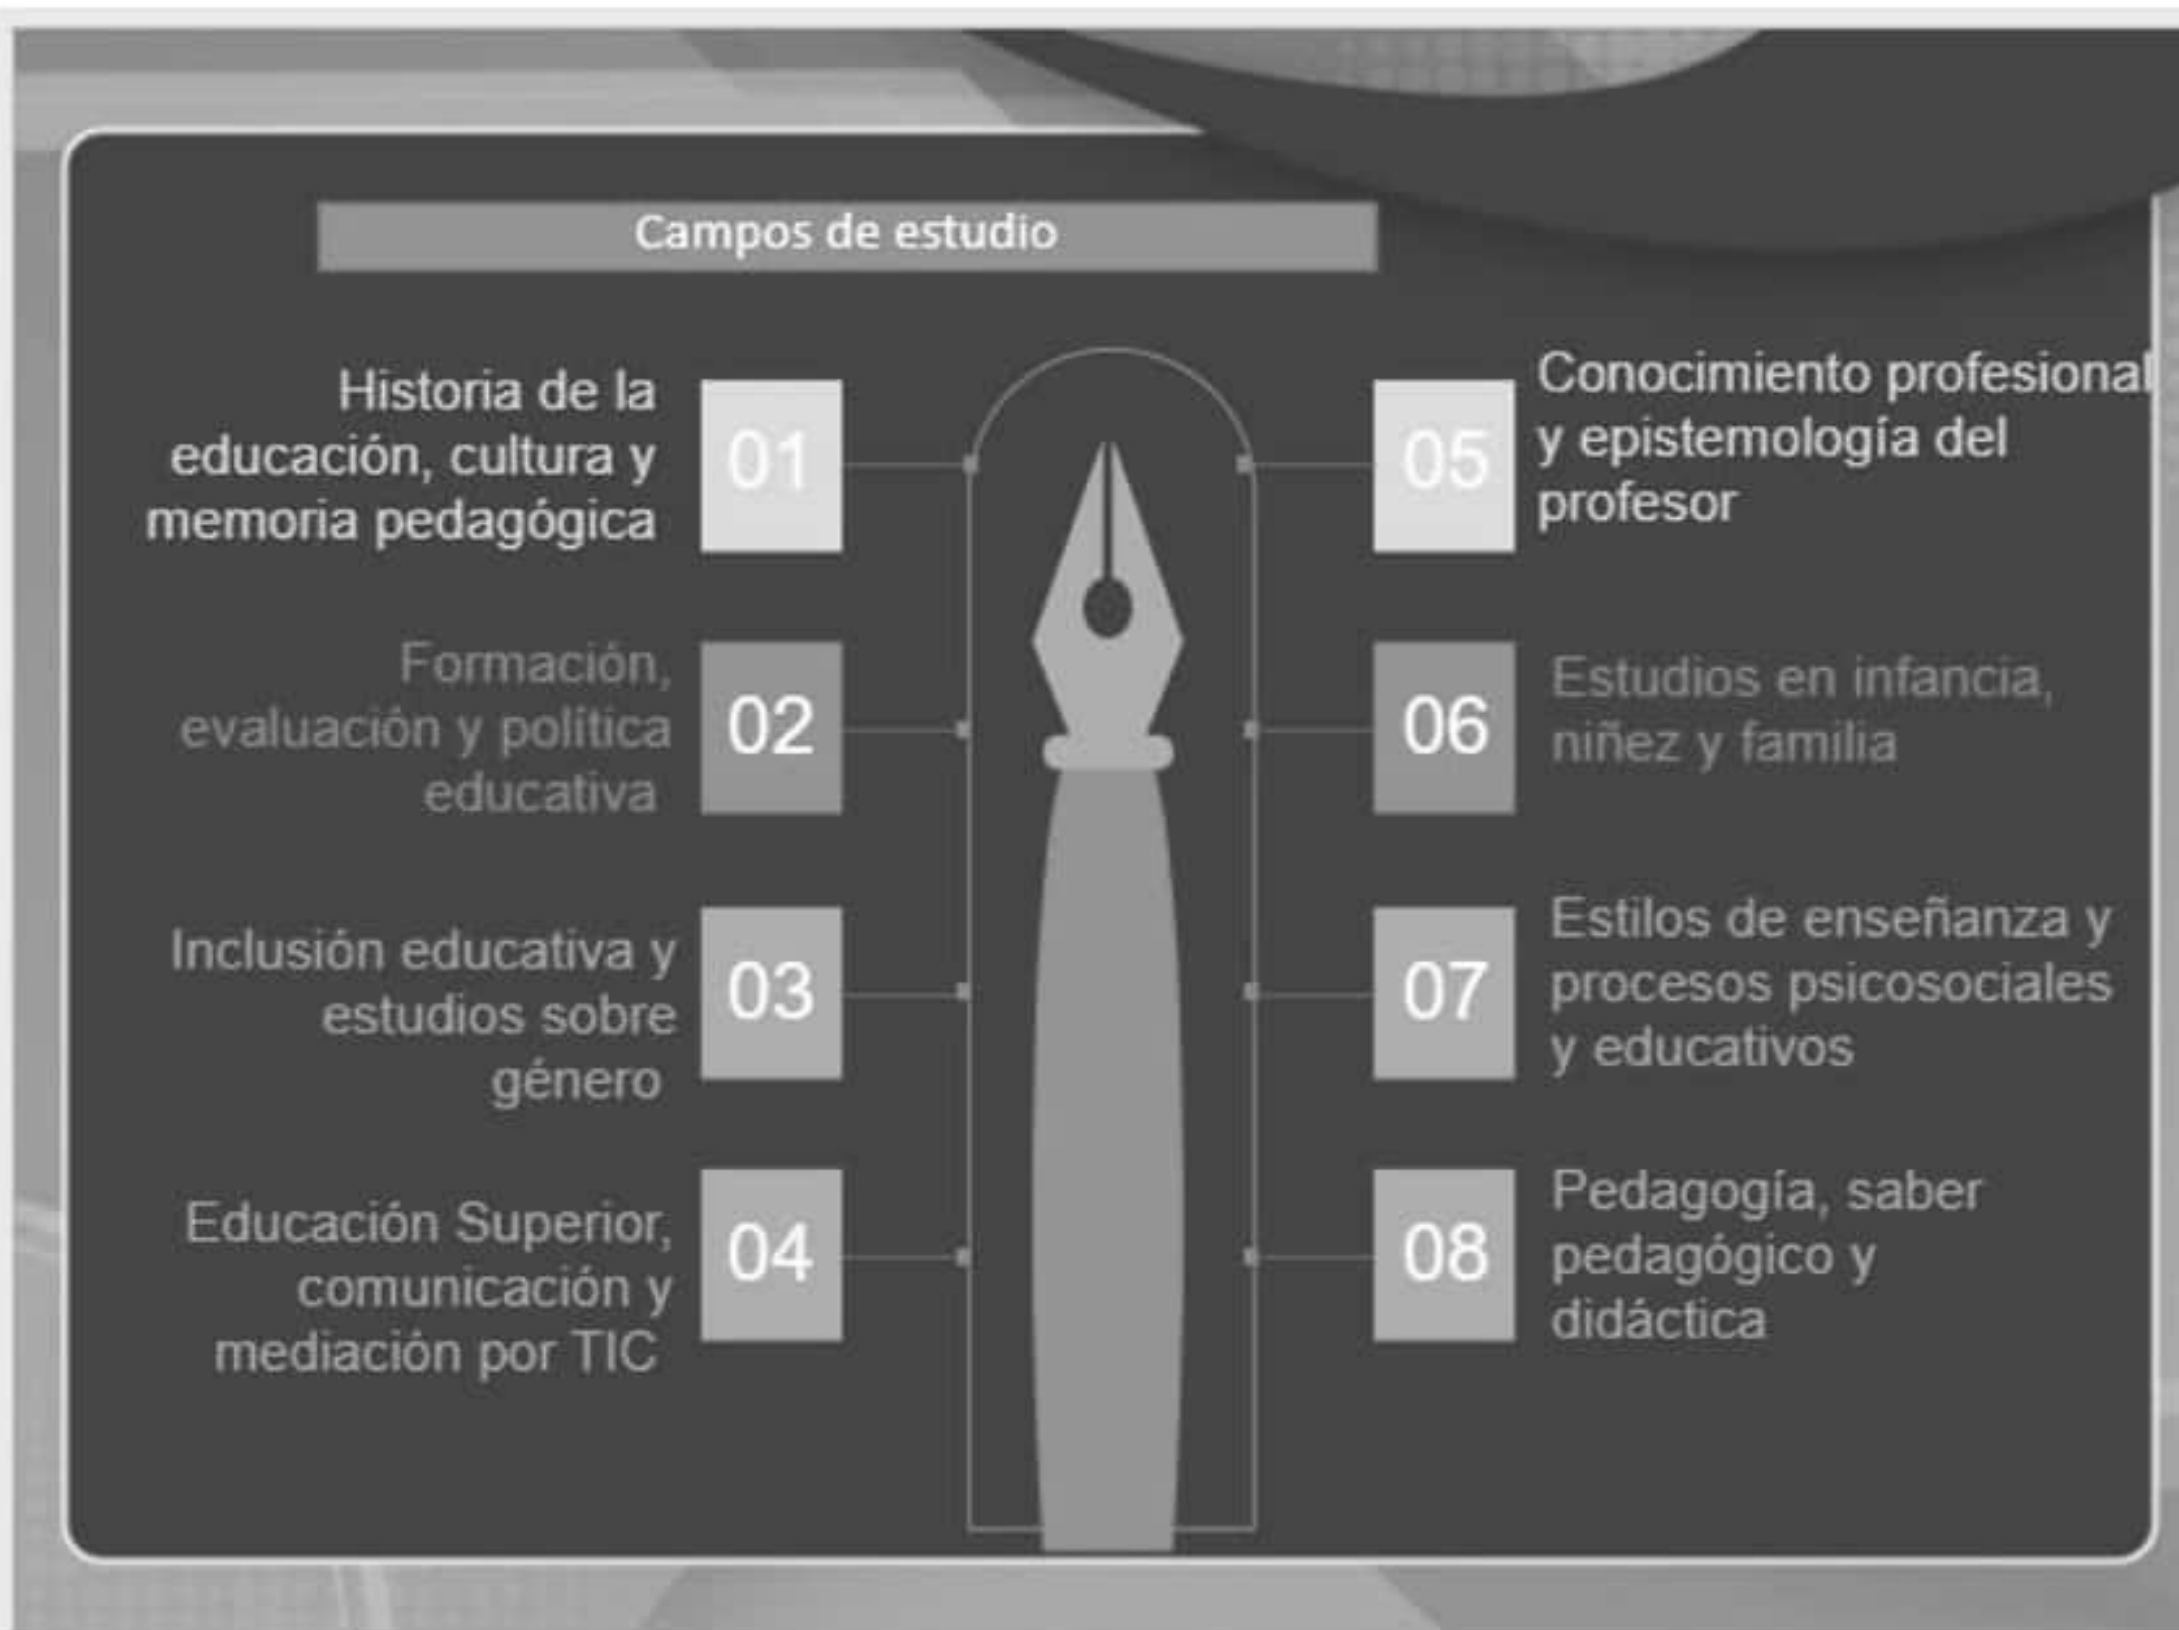 Campos de estudio
Historia de la
educación, cultura y
memoria pedagógica
01
Formación,
evaluación y política
educativa
02
Inclusión educativa y
estudios sobre
género
03
Educación Superior,
comunicación y
mediación por TIC
04
05
Conocimiento profesional
y epistemología del
profesor
06
Estudios en infancia,
niñez y familia
07
Estilos de enseñanza y
procesos psicosociales
y educativos
08
Pedagogía, saber
pedagógico y
didáctica